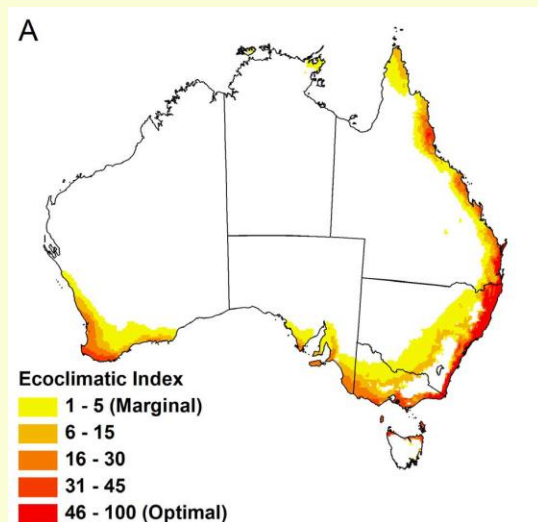 A
Ecoclimatic Index
1 - 5 (Marginal)
6 - 15
16 - 30
31 - 45
46 - 100 (Optimal)